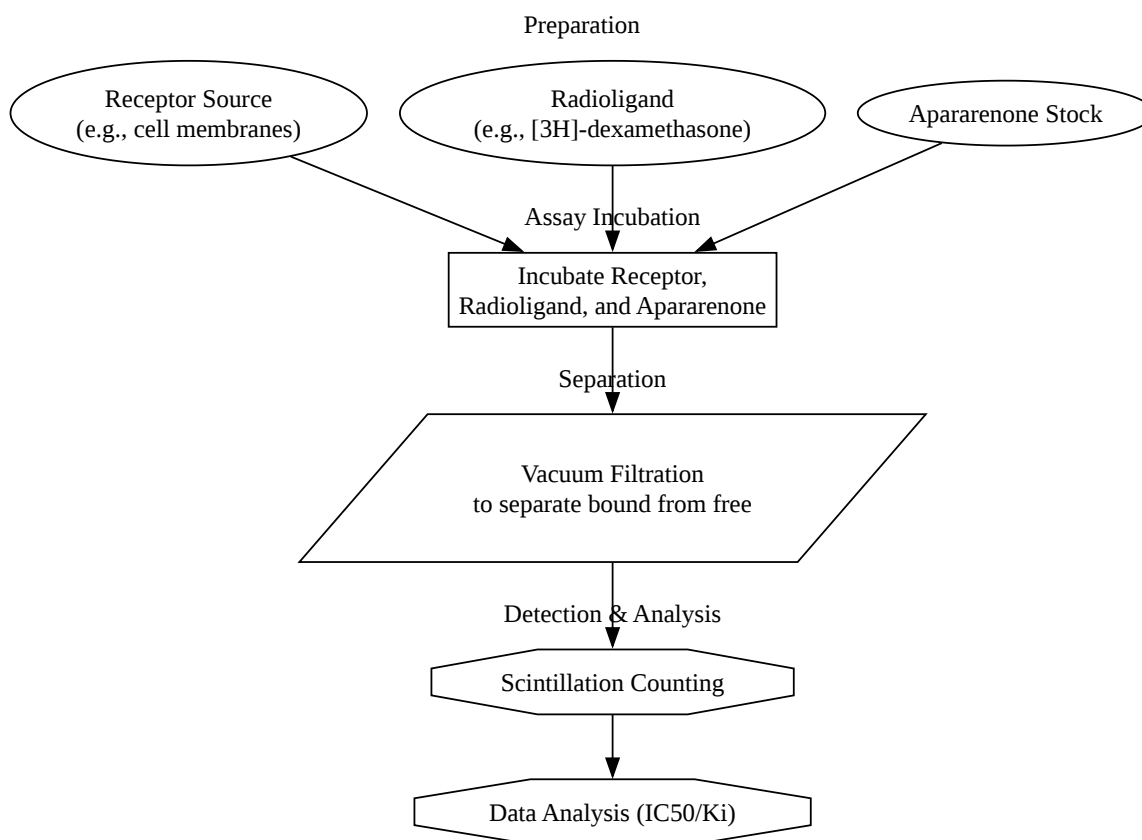 Preparation
Receptor Source
(e.g., cell membranes)
Radioligand
(e.g., [3H]-dexamethasone)
Apararenone Stock
Assay Incubation
Incubate Receptor,
Radioligand, and Apararenone
Separation
Vacuum Filtration
to separate bound from free
Detection & Analysis
Scintillation Counting
Data Analysis (IC50/Ki)